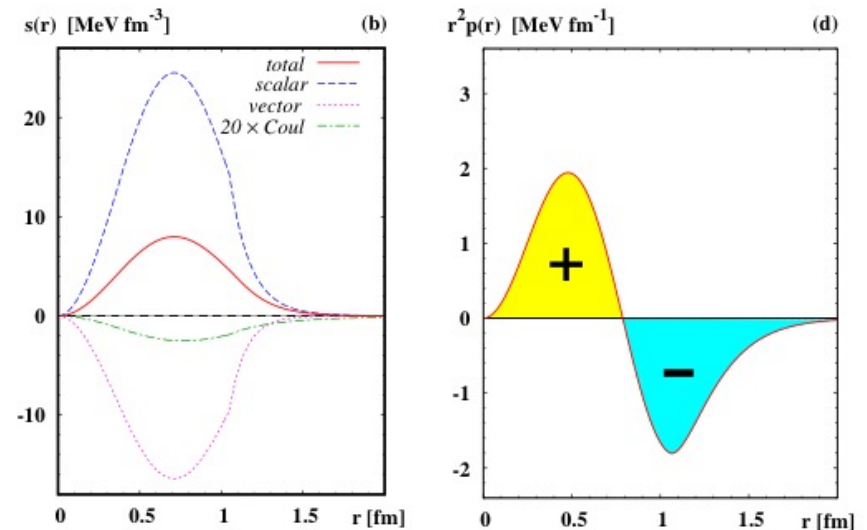 s(r) [MeV fm⁻³] (b)
total
scalar
vector
20 × Coul
20
10
0
-10
0 0.5 1 1.5 r [fm]
r²p(r) [MeV fm⁻¹] (d)
3
2
1
0
-1
-2
+
−
0 0.5 1 1.5 r [fm]